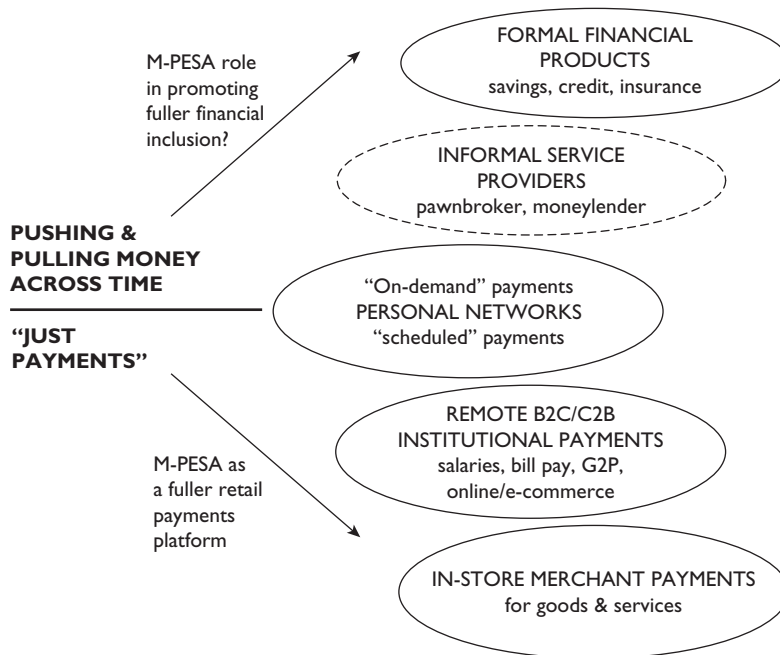 FORMAL FINANCIAL
PRODUCTS
savings, credit, insurance
M-PESA role
in promoting
fuller financial
inclusion?
INFORMAL SERVICE
PROVIDERS
pawnbroker, moneylender
PUSHING &
PULLING MONEY
ACROSS TIME
“On-demand” payments
PERSONAL NETWORKS
“scheduled” payments
“JUST
PAYMENTS”
REMOTE B2C/C2B
INSTITUTIONAL PAYMENTS
salaries, bill pay, G2P,
online/e-commerce
M-PESA as
a fuller retail
payments
platform
IN-STORE MERCHANT PAYMENTS
for goods & services